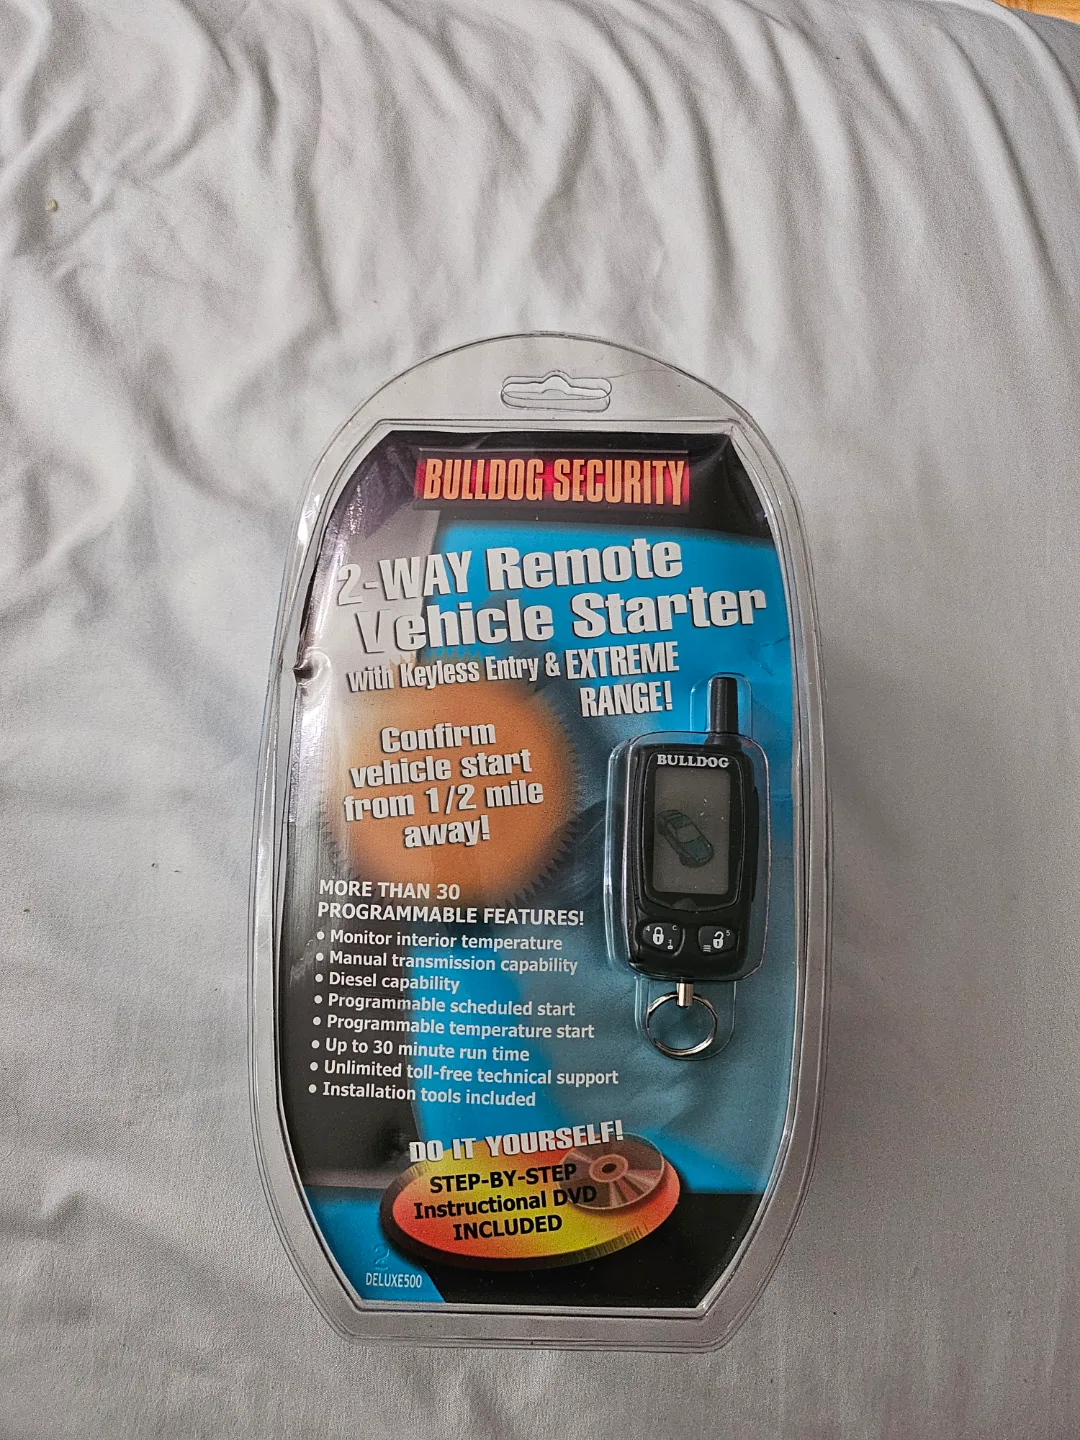 BULLDOG SECURITY
2-WAY Remote
Vehicle Starter
with Keyless Entry & EXTREME
RANGE!
Confirm
vehicle start
from 1/2 mile
away!
BULLDOG
MORE THAN 30
PROGRAMMABLE FEATURES!
• Monitor interior temperature
• Manual transmission capability
• Diesel capability
• Programmable scheduled start
• Programmable temperature start
• Up to 30 minute run time
• Unlimited toll-free technical support
• Installation tools included
DO IT YOURSELF!
STEP-BY-STEP
Instructional DVD
INCLUDED
2
DELUXE500